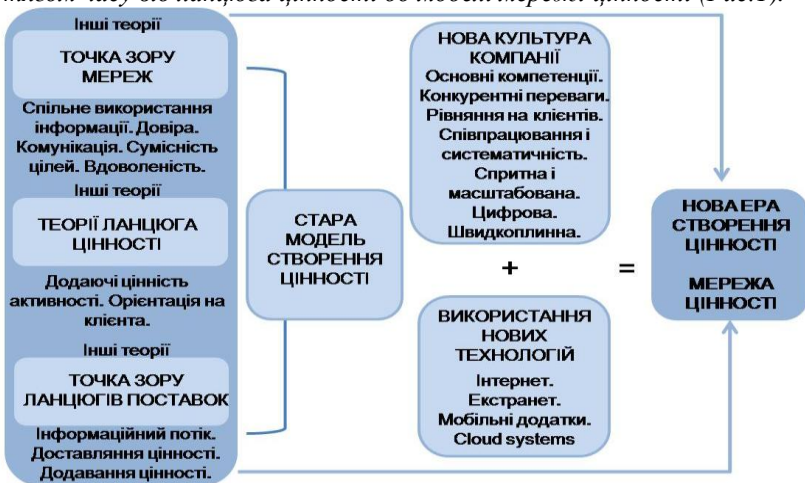 Інші теорії
ТОЧКА ЗОРУ
МЕРЕЖ
Спільне використання
інформації. Довіра.
Комунікація. Сумісність
цілей. Вдоволеність.
Інші теорії
ТЕОРІЇ ЛАНЦЮГА
ЦІННОСТІ
Додаючі цінність
активності. Орієнтація на
клієнта.
Інші теорії
ТОЧКА ЗОРУ
ЛАНЦЮГІВ ПОСТАВОК
Інформаційний потік.
Доставляння цінності.
Додавання цінності.
СТАРА
МОДЕЛЬ
СТВОРЕННЯ
ЦІННОСТІ
НОВА КУЛЬТУРА
КОМПАНІЇ
Основні компетенції.
Конкурентні переваги.
Рівняння на клієнтів.
Співпрацювання і
систематичність.
Спритна і
масштабована.
Цифрова.
Швидкоплинна.
+
ВИКОРИСТАННЯ
НОВИХ
ТЕХНОЛОГІЙ
Інтернет.
Екстранет.
Мобільні додатки.
Cloud systems
=
НОВА ЕРА
СТВОРЕННЯ
ЦІННОСТІ
МЕРЕЖА
ЦІННОСТІ